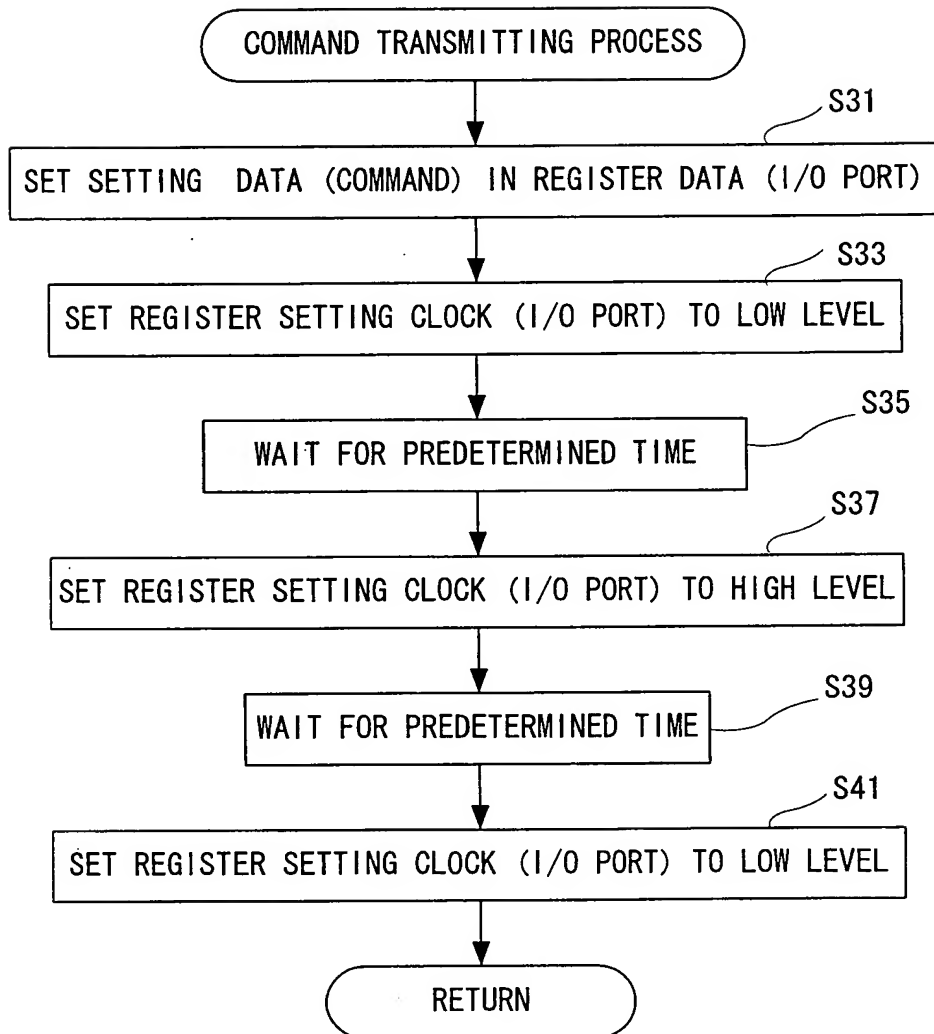 COMMAND TRANSMITTING PROCESS
S31
SET SETTING DATA (COMMAND) IN REGISTER DATA (I/O PORT)
S33
SET REGISTER SETTING CLOCK (I/O PORT) TO LOW LEVEL
S35
WAIT FOR PREDETERMINED TIME
S37
SET REGISTER SETTING CLOCK (I/O PORT) TO HIGH LEVEL
S39
WAIT FOR PREDETERMINED TIME
S41
SET REGISTER SETTING CLOCK (I/O PORT) TO LOW LEVEL
RETURN